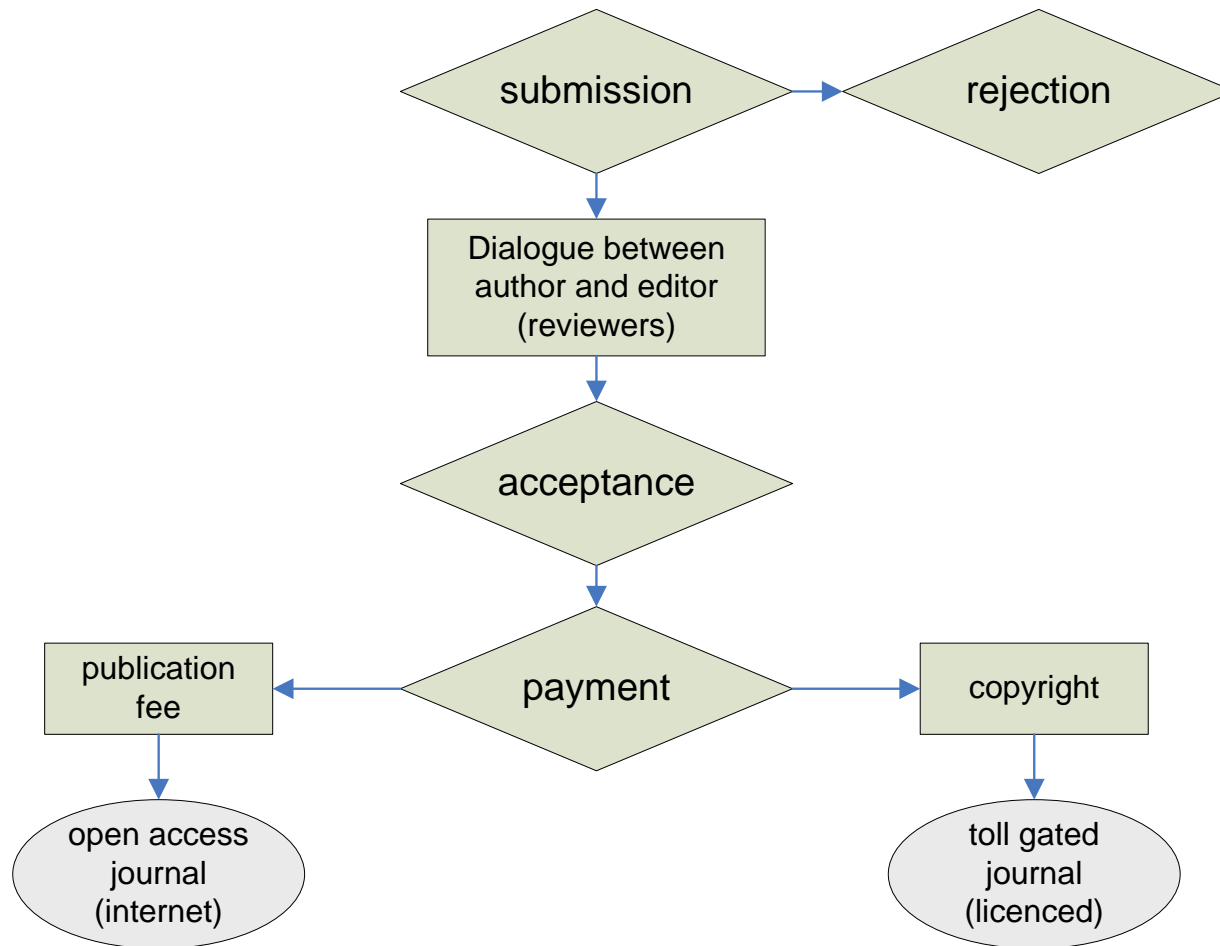 submission
rejection
Dialogue between
author and editor
(reviewers)
acceptance
payment
publication
fee
copyright
open access
journal
(internet)
toll gated
journal
(licenced)